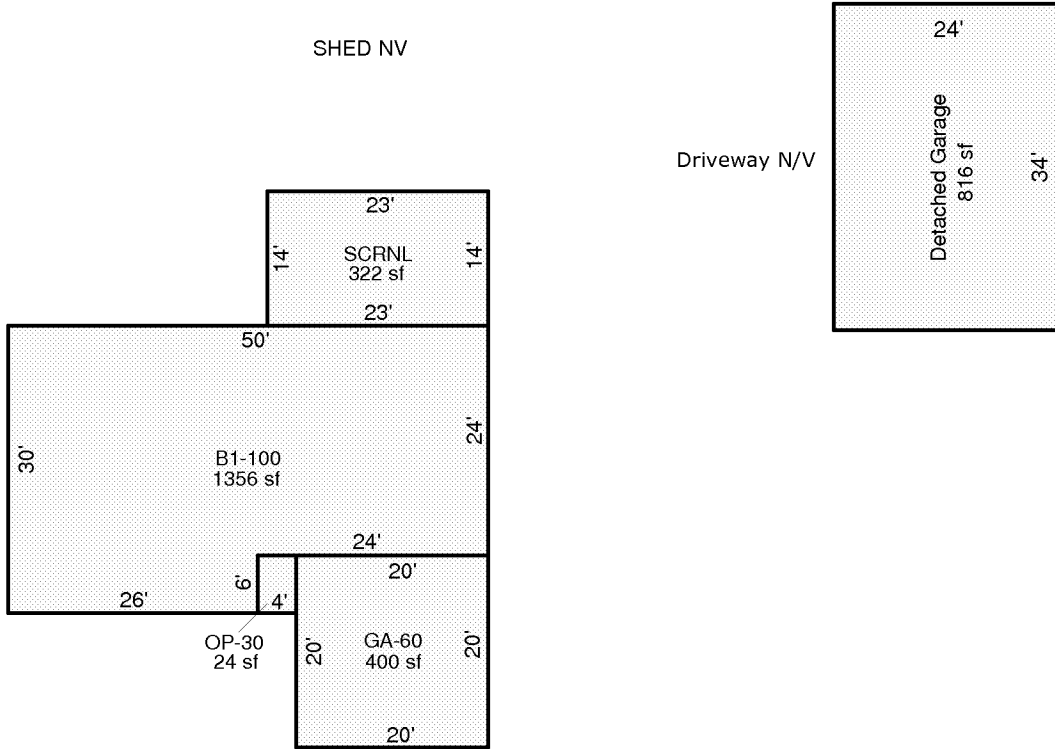 SHED NV
24'
Detached Garage
816 sf
34'
Driveway N/V
23'
14'
SCRNL
322 sf
14'
23'
50'
30'
B1-100
1356 sf
24'
24'
6'
4'
26'
OP-30
24 sf
20'
20'
GA-60
400 sf
20'
20'